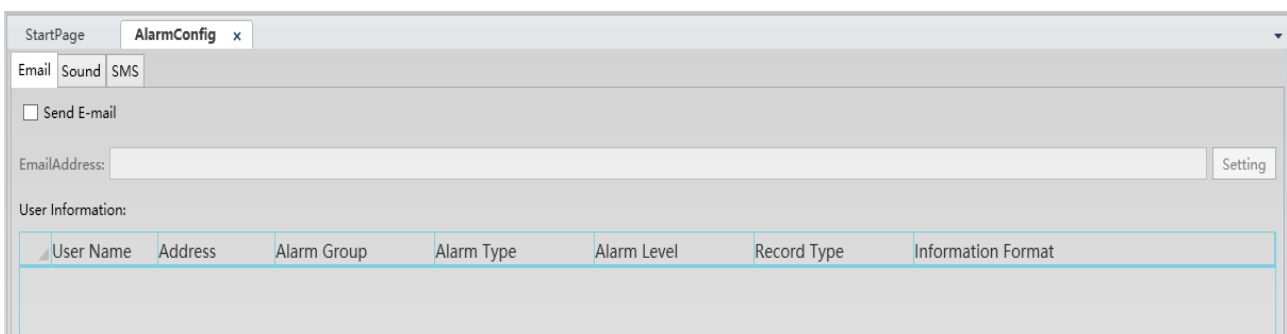 StartPage AlarmConfig x
Email Sound SMS
Send E-mail
EmailAddress: Setting
User Information:
User Name Address Alarm Group Alarm Type Alarm Level Record Type Information Format